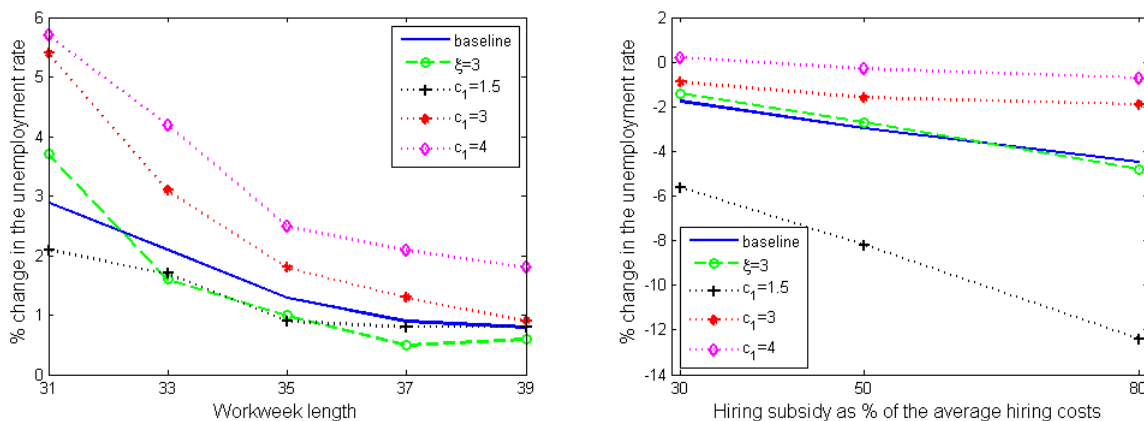 % change in the unemployment rate
6
5
4
3
2
1
0
31
33
35
37
39
Workweek length
baseline
ξ=3
c₁=1.5
c₁=3
c₁=4
% change in the unemployment rate
2
0
-2
-4
-6
-8
-10
-12
-14
30
50
80
Hiring subsidy as % of the average hiring costs
baseline
ξ=3
c₁=1.5
c₁=3
c₁=4